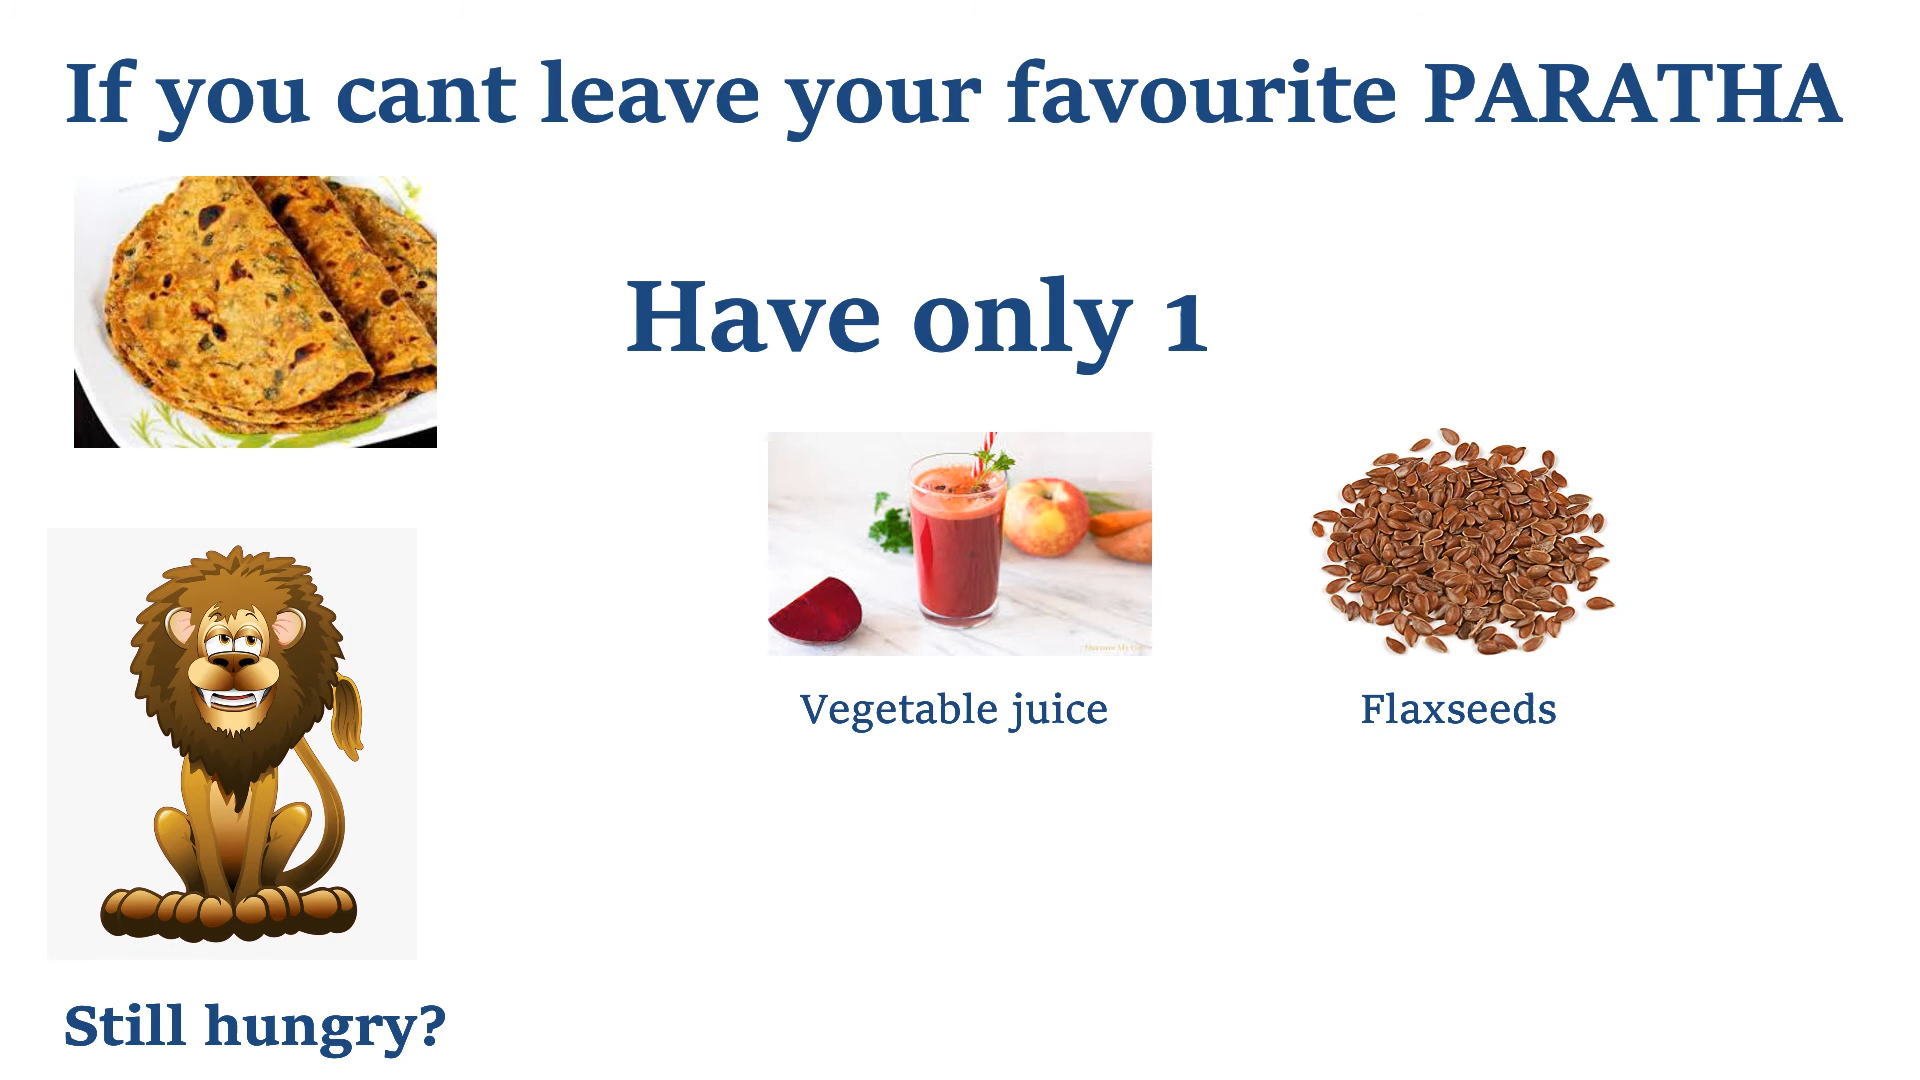 If you cant leave your favourite PARATHA
Have only 1
Vegetable juice
Flaxseeds
Still hungry?